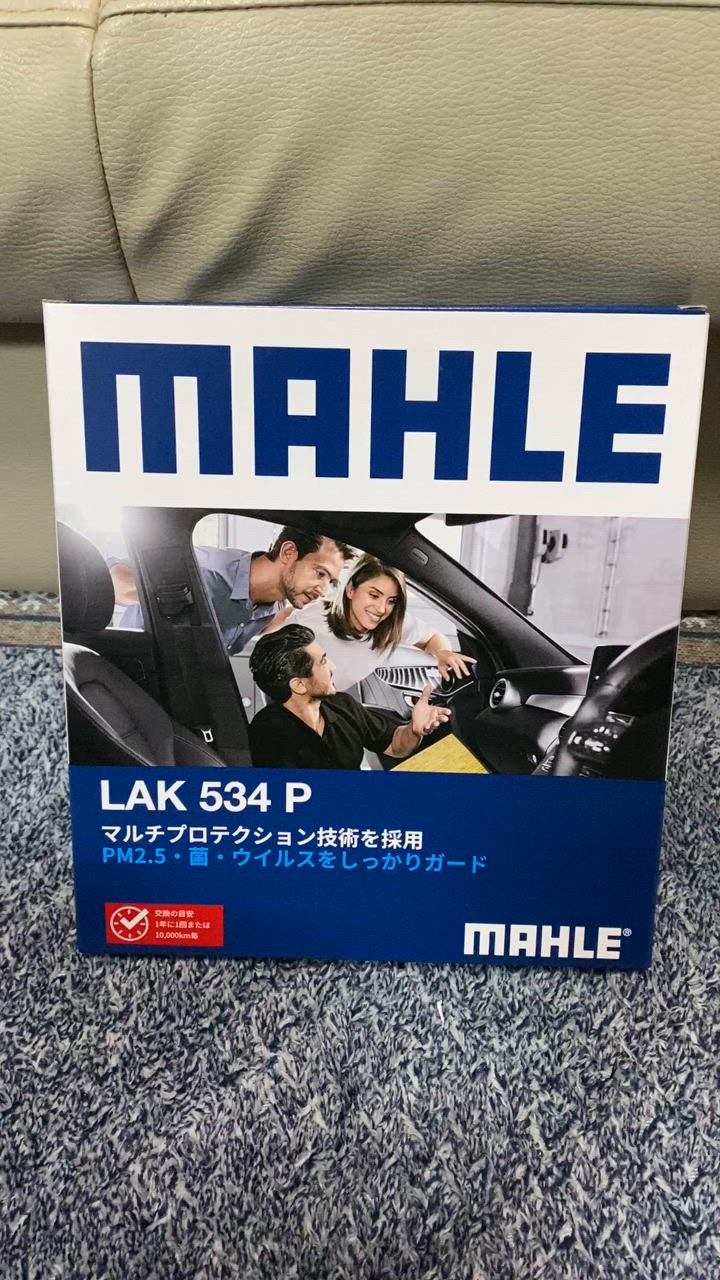 MAHLE
LAK 534 P
マルチプロテクション技術を採用
PM2.5・菌・ウイルスをしっかりガード
交換の目安
1年に1回または
10,000km毎
MAHLE®